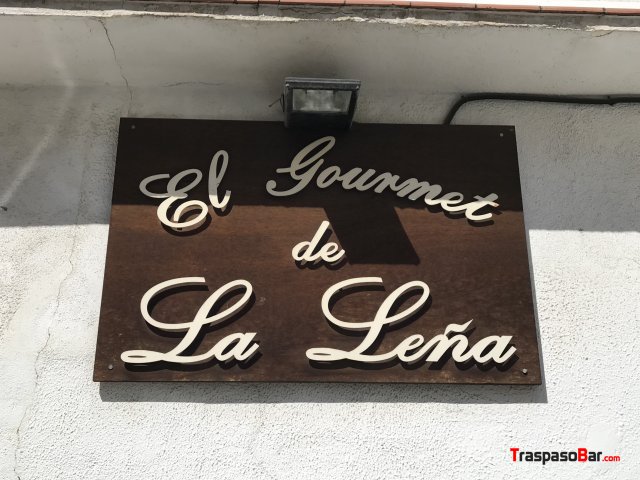 El Gourmet
de
La Leña
TraspasoBar.com